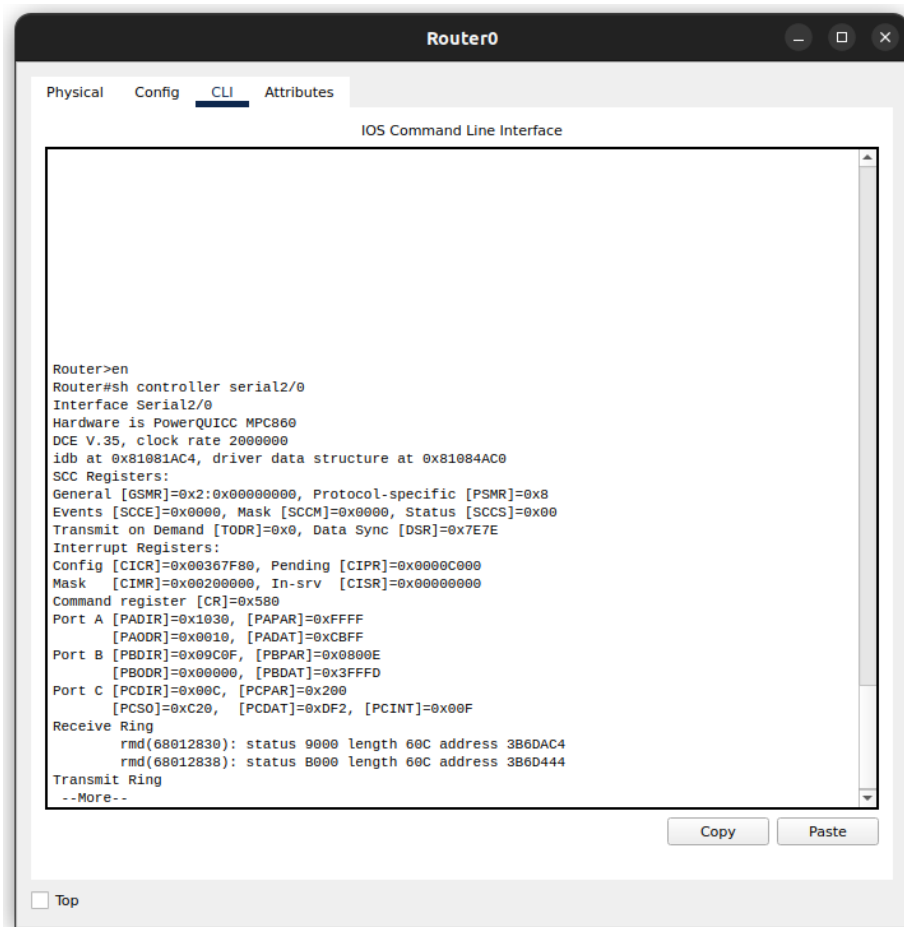 Router0
Physical Config CLI Attributes
IOS Command Line Interface
Router>en
Router#sh controller serial2/0
Interface Serial2/0
Hardware is PowerQUICC MPC860
DCE V.35, clock rate 2000000
idb at 0x81081AC4, driver data structure at 0x81084AC0
SCC Registers:
General [GSMR]=0x2:0x00000000, Protocol-specific [PSMR]=0x8
Events [SCCE]=0x0000, Mask [SCCM]=0x0000, Status [SCCS]=0x00
Transmit on Demand [TODR]=0x0, Data Sync [DSR]=0x7E7E
Interrupt Registers:
Config [CICR]=0x00367F80, Pending [CIPR]=0x0000C000
Mask   [CIMR]=0x00200000, In-srv  [CISR]=0x00000000
Command register [CR]=0x580
Port A [PADIR]=0x1030, [PAPAR]=0xFFFF
       [PAODR]=0x0010, [PADAT]=0xCBFF
Port B [PBDIR]=0x09C0F, [PBPAR]=0x0800E
       [PBODR]=0x00000, [PBDAT]=0x3FFFD
Port C [PCDIR]=0x00C, [PCPAR]=0x200
       [PCSO]=0xC20,  [PCDAT]=0xDF2, [PCINT]=0x00F
Receive Ring
        rmd(68012830): status 9000 length 60C address 3B6DAC4
        rmd(68012838): status B000 length 60C address 3B6D444
Transmit Ring
 --More--
Copy Paste
Top